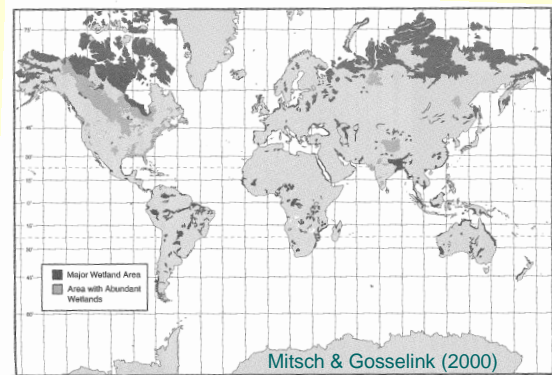 Major Wetland Area
Area with Abundant
Wetlands
Mitsch & Gosselink (2000)